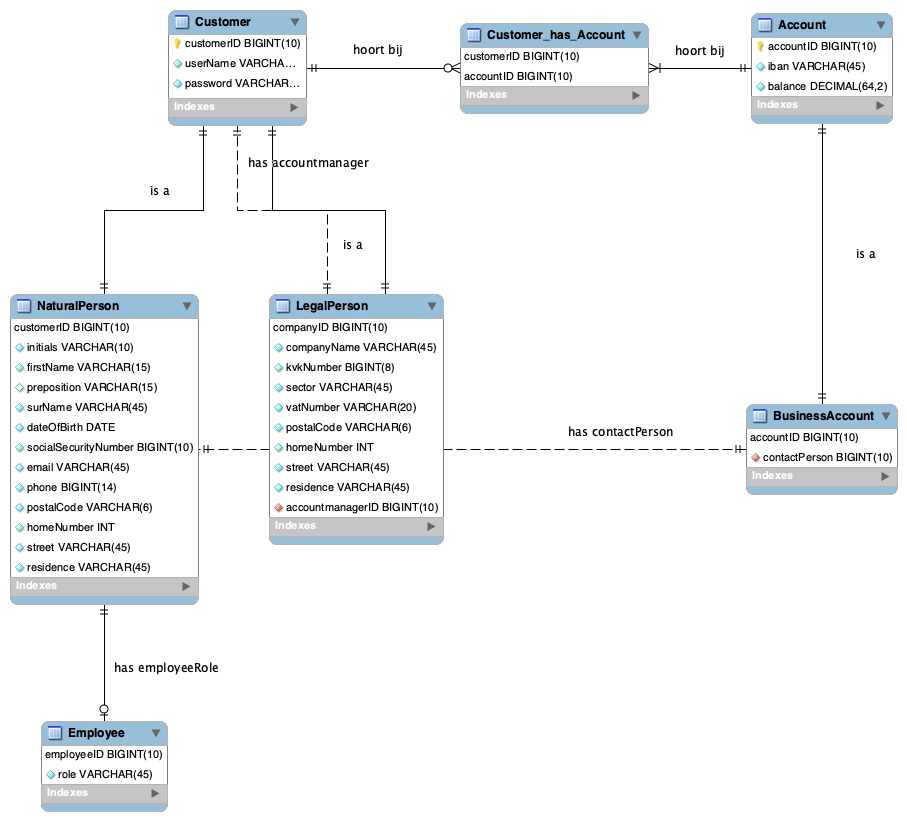 Customer
customerID BIGINT(10)
userName VARCHA...
password VARCHAR...
Indexes
hoort bij
Customer_has_Account
customerID BIGINT(10)
accountID BIGINT(10)
Indexes
hoort bij
Account
accountID BIGINT(10)
iban VARCHAR(45)
balance DECIMAL(64,2)
Indexes
has accountmanager
is a
is a
is a
NaturalPerson
customerID BIGINT(10)
initials VARCHAR(10)
firstName VARCHAR(15)
preposition VARCHAR(15)
surName VARCHAR(45)
dateOfBirth DATE
socialSecurityNumber BIGINT(10)
email VARCHAR(45)
phone BIGINT(14)
postalCode VARCHAR(6)
homeNumber INT
street VARCHAR(45)
residence VARCHAR(45)
Indexes
LegalPerson
companyID BIGINT(10)
companyName VARCHAR(45)
kvkNumber BIGINT(8)
sector VARCHAR(45)
vatNumber VARCHAR(20)
postalCode VARCHAR(6)
homeNumber INT
street VARCHAR(45)
residence VARCHAR(45)
accountmanagerID BIGINT(10)
Indexes
has contactPerson
BusinessAccount
accountID BIGINT(10)
contactPerson BIGINT(10)
Indexes
has employeeRole
Employee
employeeID BIGINT(10)
role VARCHAR(45)
Indexes